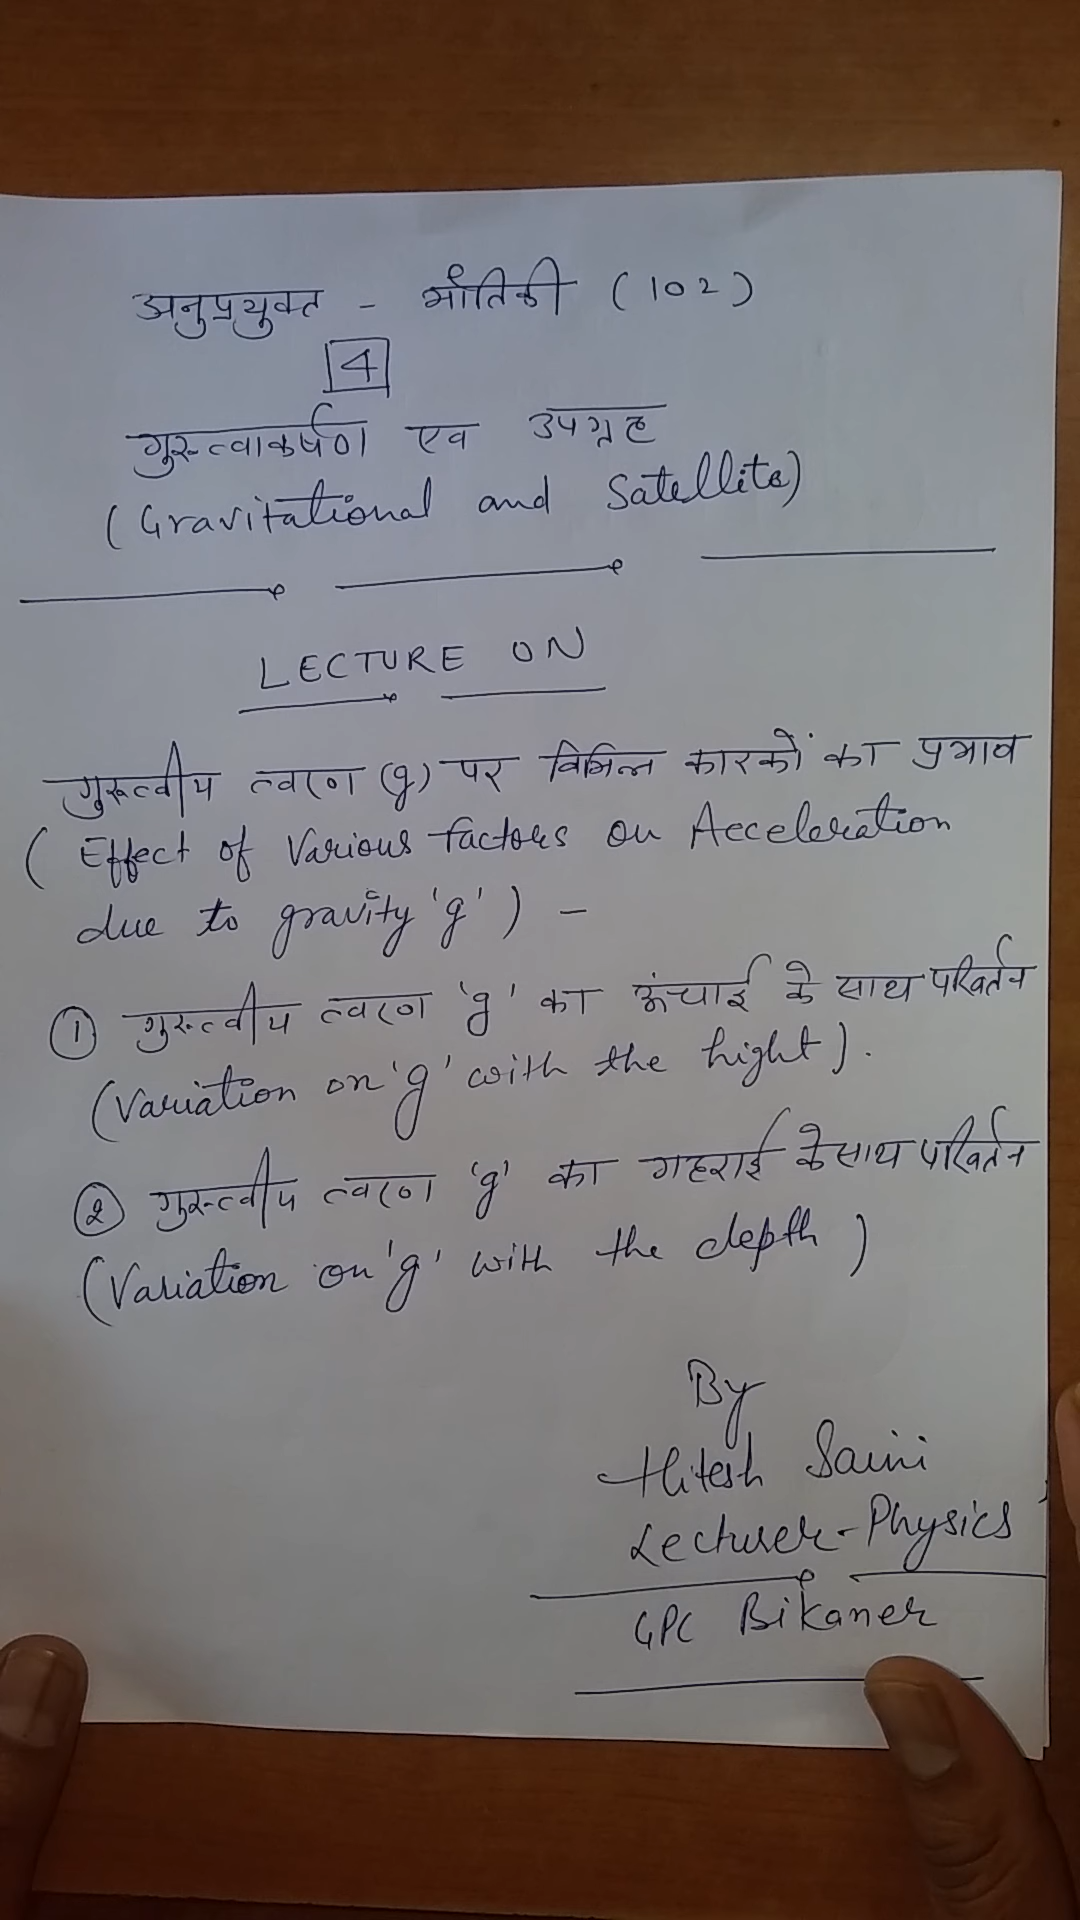 अनुप्रयुक्त - भौतिकी (102)
4
गुरुत्वाकर्षण एव उपग्रह
(Gravitational and Satellite)
LECTURE ON
गुरुत्वीय त्वरण (g) पर विभिन्न कारकों का प्रभाव
(Effect of Various factors on Acceleration
due to gravity 'g') -
① गुरुत्वीय त्वरण 'g' का ऊंचाई के साथ परिवर्तन
(Variation on 'g' with the hight).
② गुरुत्वीय त्वरण 'g' का गहराई के साथ परिवर्तन
(Variation on 'g' with the depth)
By
Hitesh Saini
Lecturer-Physics
GPC Bikaner